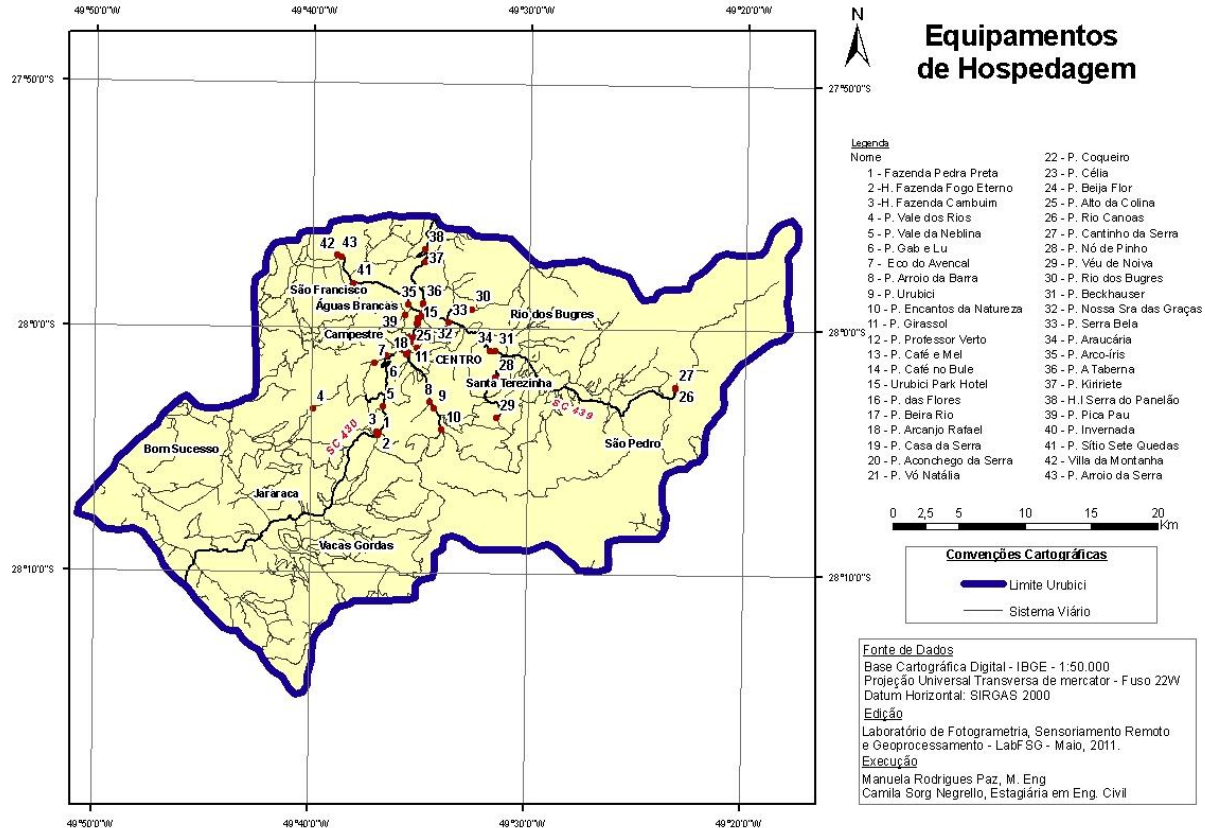 49°50'0"W
49°40'0"W
49°30'0"W
49°20'0"W
N
Equipamentos
de Hospedagem
27°50'0"S
27°50'0"S
Legenda
Nome
1 - Fazenda Pedra Preta
2 -H. Fazenda Fogo Eterno
3 -H. Fazenda Cambuim
4 - P. Vale dos Rios
5 - P. Vale da Neblina
6 - P. Gab e Lu
7 - Eco do Avencal
8 - P. Arroio da Barra
9 - P. Urubici
10 - P. Encantos da Natureza
11 - P. Girassol
12 - P. Professor Verto
13 - P. Café e Mel
14 - P. Café no Bule
15 - Urubici Park Hotel
16 - P. das Flores
17 - P. Beira Rio
18 - P. Arcanjo Rafael
19 - P. Casa da Serra
20 - P. Aconchego da Serra
21 - P. Vó Natália
22 - P. Coqueiro
23 - P. Célia
24 - P. Beija Flor
25 - P. Alto da Colina
26 - P. Rio Canoas
27 - P. Cantinho da Serra
28 - P. Nó de Pinho
29 - P. Véu de Noiva
30 - P. Rio dos Bugres
31 - P. Beckhauser
32 - P. Nossa Sra das Graças
33 - P. Serra Bela
34 - P. Araucária
35 - P. Arco-íris
36 - P. A Taberna
37 - P. Kiriete
38 - H.I Serra do Panelão
39 - P. Pica Pau
40 - P. Invernada
41 - P. Sítio Sete Quedas
42 - Villa da Montanha
43 - P. Arroio da Serra
42 43
38
37
41
São Francisco
35 36
30
Águas Brancas
33
Rio dos Bugres
39
15
28°0'0"S
28°0'0"S
Campestre
18
25
32
34 31
7
11
CENTRO
6
28
Santa Terezinha
27
4
5
8
9
26
29
SC 439
3
1
10
2
SC 430
São Pedro
Bom Sucesso
Jararaca
Vacas Gordas
28°10'0"S
28°10'0"S
0 2,5 5 10 15 20
Km
Convenções Cartográficas
Limite Urubici
Sistema Viário
Fonte de Dados
Base Cartográfica Digital - IBGE - 1:50.000
Projeção Universal Transversa de mercator - Fuso 22W
Datum Horizontal: SIRGAS 2000
Edição
Laboratório de Fotogrametria, Sensoriamento Remoto
e Geoprocessamento - LabFSG - Maio, 2011.
Execução
Manuela Rodrigues Paz, M. Eng
Camila Sorg Negrello, Estagiária em Eng. Civil
49°50'0"W
49°40'0"W
49°30'0"W
49°20'0"W